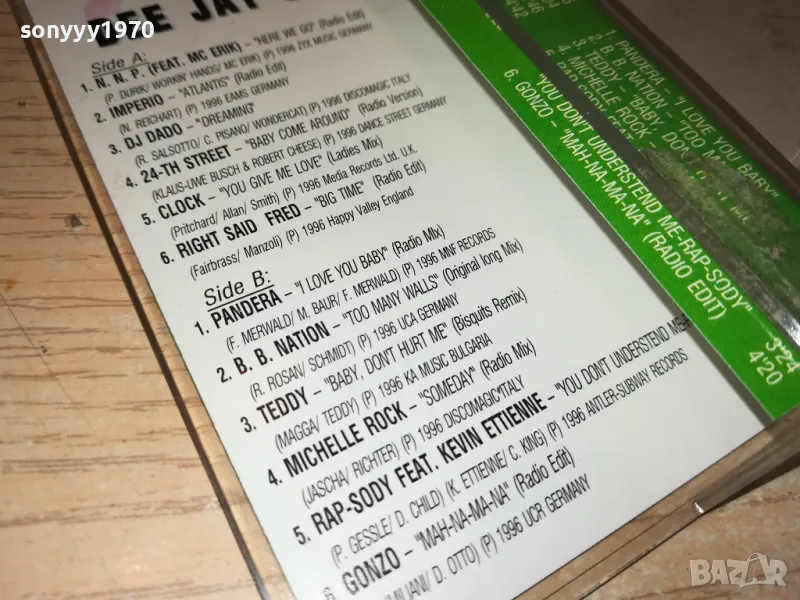 sonyyy1970
DEE JAY
Side A:
1. N. N. P. (FEAT. MC ERIK) – "HERE WE GO" (Radio Edit)
(P. DURIK/ WORKIN' HANDS/ MC ERIK) (P) 1996 ZYX MUSIC GERMANY
2. IMPERIO – "ATLANTIS" (Radio Edit)
(N. REICHART) (P) 1996 EAMS GERMANY
3. DJ DADO – "DREAMING"
(R. SALSOTTO/ C. PISANO/ WONDERCAT) (P) 1996 DISCOMAGIC ITALY
4. 24-TH STREET – "BABY COME AROUND" (Radio Version)
(KLAUS-UWE BUSCH & ROBERT CHEESE) (P) 1996 DANCE STREET GERMANY
5. CLOCK – "YOU GIVE ME LOVE" (Ladies Mix)
(Pritchard/ Allan/ Smith) (P) 1996 Media Records Ltd. U.K.
6. RIGHT SAID FRED – "BIG TIME" (Radio Edit)
(Fairbrass/ Manzoli) (P) 1996 Happy Valley England
Side B:
1. PANDERA – "I LOVE YOU BABY" (Radio Mix)
(F. MERWALD/ M. BAUR/ F. MERWALD) (P) 1996 MNF RECORDS
2. B. B. NATION – "TOO MANY WALLS" (Original long Mix)
(R. ROSAN/ SCHMIDT) (P) 1996 UCA GERMANY
3. TEDDY – "BABY, DON'T HURT ME" (Bisquits Remix)
(MAGGA/ TEDDY) (P) 1996 KA MUSIC BULGARIA
4. MICHELLE ROCK – "SOMEDAY" (Radio Mix)
(JASCHA/ RICHTER) (P) 1996 DISCOMAGIC ITALY
5. RAP-SODY FEAT. KEVIN ETTIENNE – "YOU DON'T UNDERSTEND ME-R
(P. GESSLE/ D. CHILD) (K. ETTIENNE/ C. KING) (P) 1996 ANTLER-SUBWAY RECORDS
6. GONZO – "MAH-NA-MA-NA" (Radio Edit)
MILIANI/ D. OTTO) (P) 1996 UCR GERMANY
1. PANDERA – "I LOVE YOU BABY"
2. B. B. NATION – "TOO M
3. TEDDY – "BABY
4. MICHELLE ROCK – "
RAP-SODY FEAT
"YOU DON'T UNDERSTEND ME-RAP-SODY" 3'24
6. GONZO – "MAH-NA-MA-NA" (RADIO EDIT) 4'20
BAZAR
bg